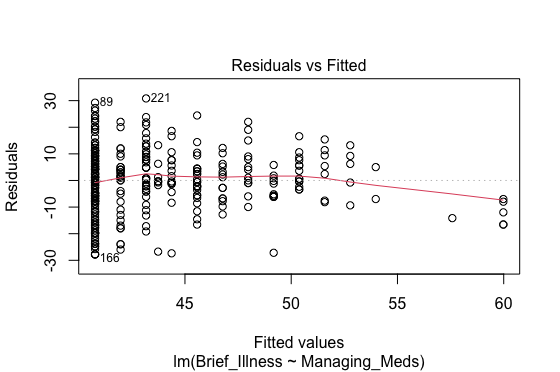 Residuals vs Fitted
30
10
-10
-30
Residuals
89
221
166
45
50
55
60
Fitted values
lm(Brief_Illness ~ Managing_Meds)